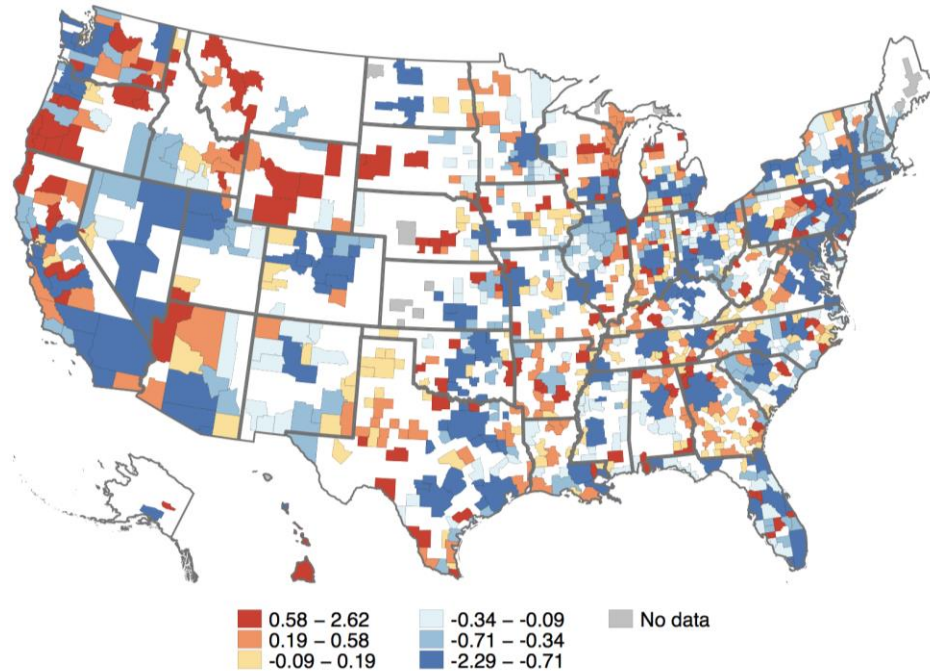 0.58 – 2.62
0.19 – 0.58
-0.09 – 0.19
-0.34 – -0.09
-0.71 – -0.34
-2.29 – -0.71
No data